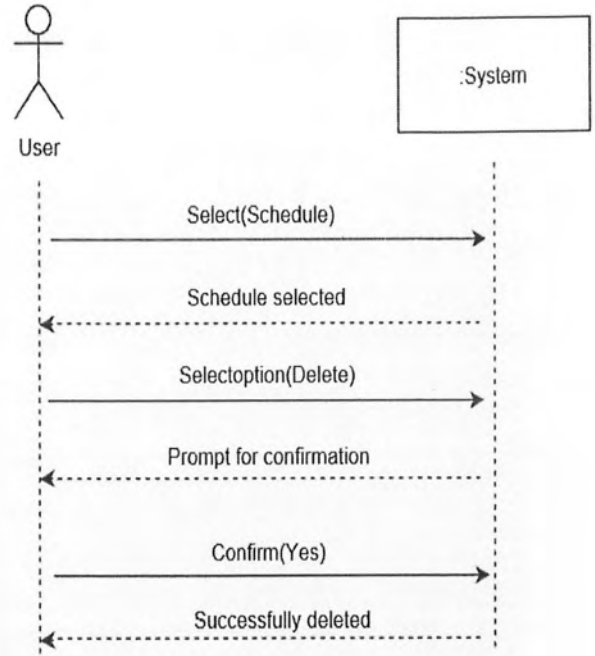 :System
User
Select(Schedule)
Schedule selected
Selectoption(Delete)
Prompt for confirmation
Confirm(Yes)
Successfully deleted